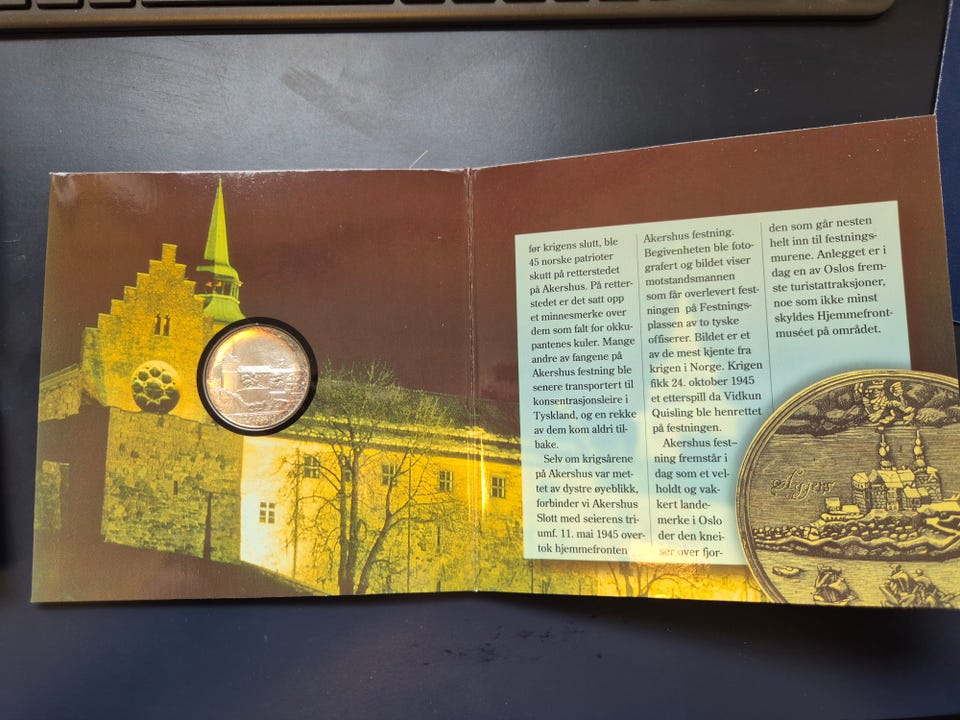 før krigens slutt, ble
45 norske patrioter
skutt på retterstedet
på Akershus. På retter-
stedet er det satt opp
et minnesmerke over
dem som falt for okku-
pantenes kuler. Mange
andre av fangene på
Akershus festning ble
senere transportert til
konsentrasjonsleire i
Tyskland, og en rekke
av dem kom aldri til-
bake.
Selv om krigsårene
på Akershus var met-
tet av dystre øyeblikk,
forbinder vi Akershus
Slott med seierens tri-
umf. 11. mai 1945 over-
tok hjemmefronten
Akershus festning.
Begivenheten ble foto-
grafert og bildet viser
motstandsmannen
som får overlevert fest-
ningen på Festnings-
plassen av to tyske
offiserer. Bildet er et
av de mest kjente fra
krigen i Norge. Krigen
fikk 24. oktober 1945
et etterspill da Vidkun
Quisling ble henrettet
på festningen.
Akershus fest-
ning fremstår i
dag som et vel-
holdt og vak-
kert lande-
merke i Oslo
der den knei-
ser over fjor-
den som går nesten
helt inn til festnings-
murene. Anlegget er i
dag en av Oslos frem-
ste turistattraksjoner,
noe som ikke minst
skyldes Hjemmefront-
muséet på området.